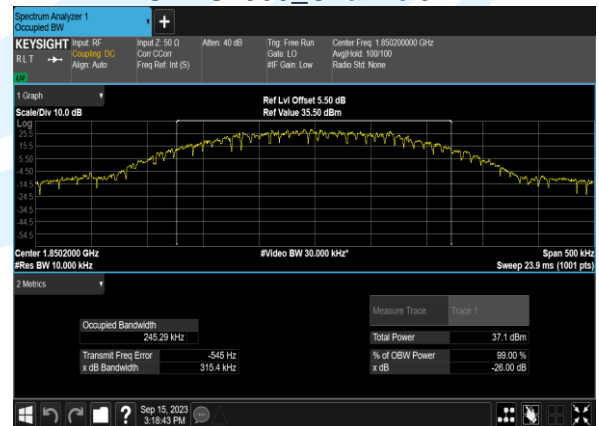 Spectrum Analyzer 1
Occupied BW
KEYSIGHT Input: RF Input Z: 50 Ω Atten: 40 dB Trig: Free Run Center Freq: 1.850200000 GHz
RLT Coupling: DC Corr CCorr Gate: LO Avg|Hold: 100/100
Align: Auto Freq Ref: Int (S) #IF Gain: Low Radio Std: None
1 Graph
Ref Lvl Offset 5.50 dB
Scale/Div 10.0 dB Ref Value 35.50 dBm
Log
25.5
15.5
5.50
-4.50
-14.5
-24.5
-34.5
-44.5
-54.5
Center 1.8502000 GHz #Video BW 30.000 kHz* Span 500 kHz
#Res BW 10.000 kHz Sweep 23.9 ms (1001 pts)
2 Metrics
Measure Trace Trace 1
Occupied Bandwidth
245.29 kHz Total Power 37.1 dBm
Transmit Freq Error -545 Hz % of OBW Power 99.00 %
x dB Bandwidth 315.4 kHz x dB -26.00 dB
Sep 15, 2023
3:18:43 PM